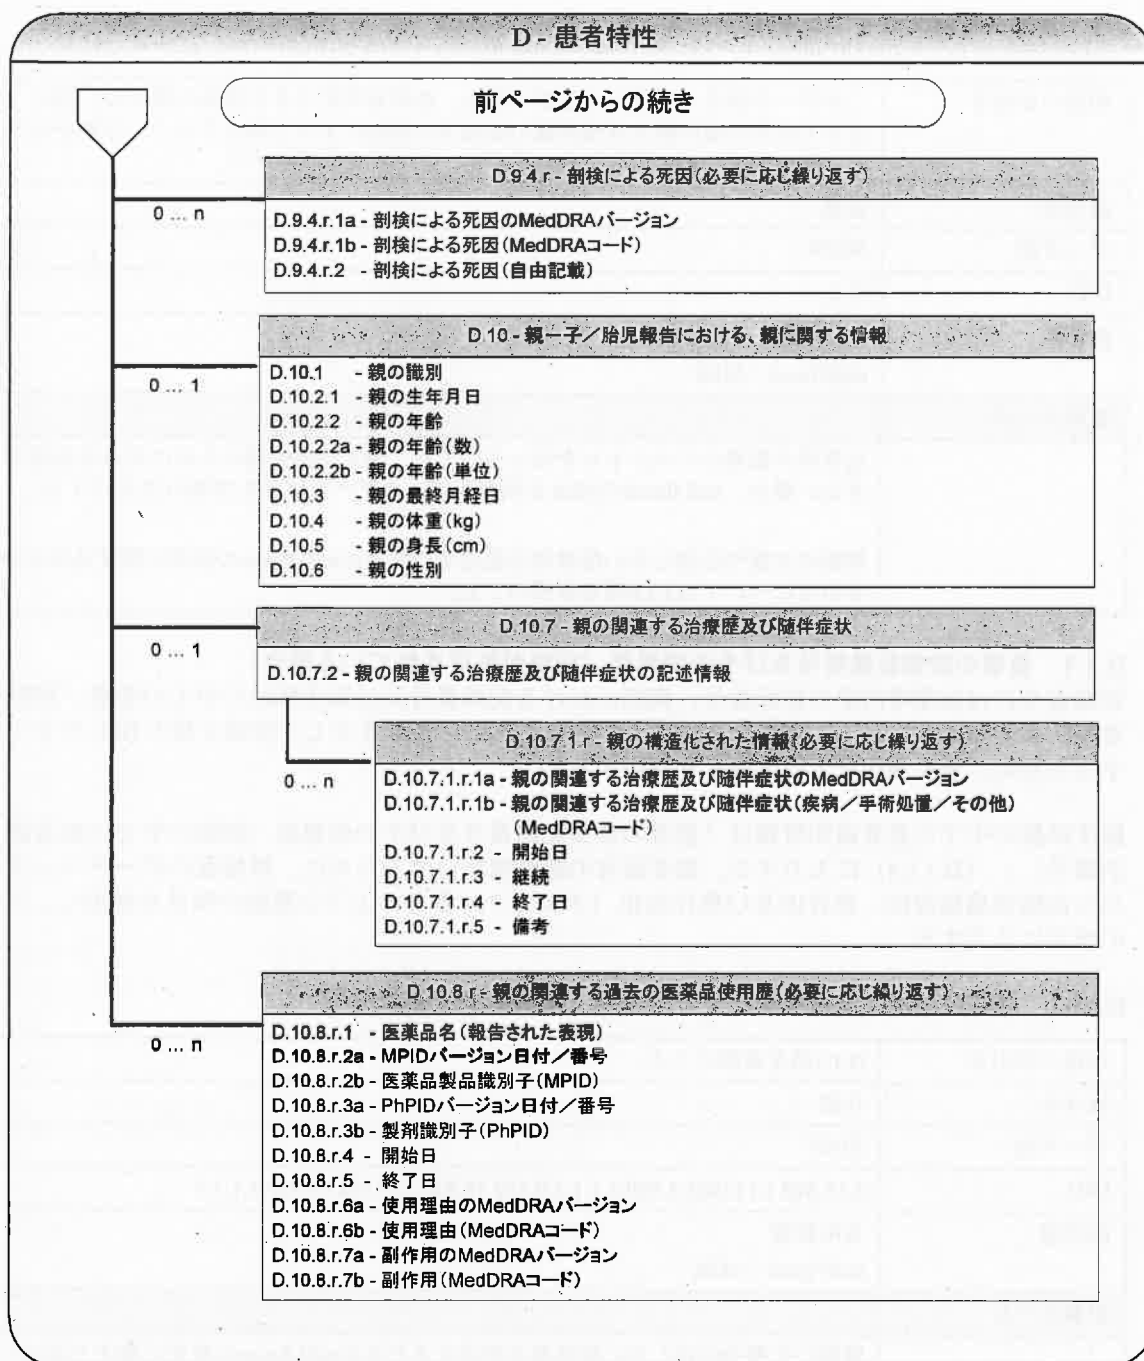 D - 患者特性
前ページからの続き
D.9.4.r - 剖検による死因(必要に応じ繰り返す)
0 ... n
D.9.4.r.1a - 剖検による死因のMedDRAバージョン
D.9.4.r.1b - 剖検による死因(MedDRAコード)
D.9.4.r.2 - 剖検による死因(自由記載)
D.10 - 親ー子/胎児報告における、親に関する情報
0 ... 1
D.10.1 - 親の識別
D.10.2.1 - 親の生年月日
D.10.2.2 - 親の年齢
D.10.2.2a - 親の年齢(数)
D.10.2.2b - 親の年齢(単位)
D.10.3 - 親の最終月経日
D.10.4 - 親の体重(kg)
D.10.5 - 親の身長(cm)
D.10.6 - 親の性別
D.10.7 - 親の関連する治療歴及び随伴症状
0 ... 1
D.10.7.2 - 親の関連する治療歴及び随伴症状の記述情報
D.10.7.1.r - 親の構造化された情報(必要に応じ繰り返す)
0 ... n
D.10.7.1.r.1a - 親の関連する治療歴及び随伴症状のMedDRAバージョン
D.10.7.1.r.1b - 親の関連する治療歴及び随伴症状(疾病/手術処置/その他)
(MedDRAコード)
D.10.7.1.r.2 - 開始日
D.10.7.1.r.3 - 継続
D.10.7.1.r.4 - 終了日
D.10.7.1.r.5 - 備考
D.10.8.r - 親の関連する過去の医薬品使用歴(必要に応じ繰り返す)
0 ... n
D.10.8.r.1 - 医薬品名(報告された表現)
D.10.8.r.2a - MPIDバージョン日付/番号
D.10.8.r.2b - 医薬品製品識別子(MPID)
D.10.8.r.3a - PhPIDバージョン日付/番号
D.10.8.r.3b - 製剤識別子(PhPID)
D.10.8.r.4 - 開始日
D.10.8.r.5 - 終了日
D.10.8.r.6a - 使用理由のMedDRAバージョン
D.10.8.r.6b - 使用理由(MedDRAコード)
D.10.8.r.7a - 副作用のMedDRAバージョン
D.10.8.r.7b - 副作用(MedDRAコード)